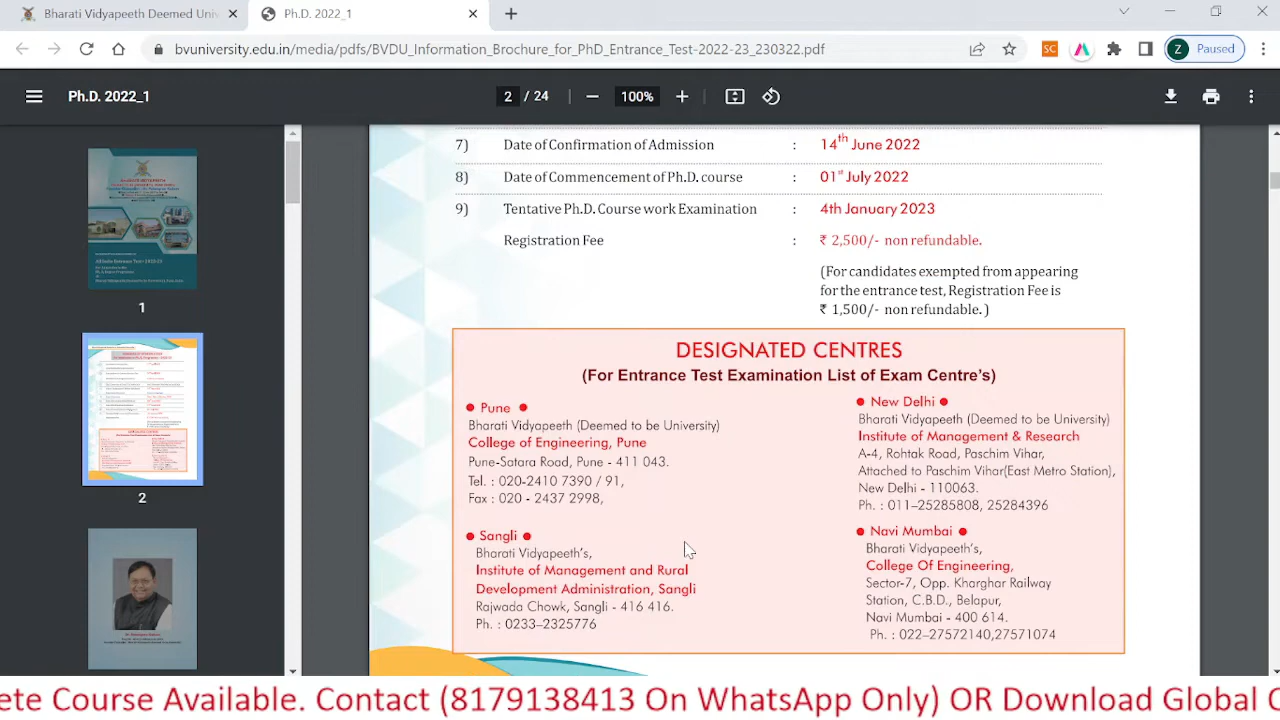 Bharati Vidyapeeth Deemed Univ
Ph.D. 2022_1
bvuniversity.edu.in/media/pdfs/BVDU_Information_Brochure_for_PhD_Entrance_Test-2022-23_230322.pdf
SC
Z
Paused
Ph.D. 2022_1
2 / 24
100%
1
2
7) Date of Confirmation of Admission : 14th June 2022
8) Date of Commencement of Ph.D. course : 01st July 2022
9) Tentative Ph.D. Course work Examination : 4th January 2023
Registration Fee : ₹ 2,500/- non refundable.
(Candidates exempted from appearing
for the entrance test, Registration Fee is
₹ 1,500/- non refundable.)
DESIGNATED CENTRES
(For Entrance Test Examination List of Exam Centre's)
Pune
Bharati Vidyapeeth (Deemed to be University)
College of Engineering, Pune
Pune-Satara Road, Pune - 411 043.
Tel. : 020-2410 7390 / 91,
Fax : 020 - 2437 2998,
Sangli
Bharati Vidyapeeth's,
Institute of Management and Rural
Development Administration, Sangli
Rajwada Chowk, Sangli - 416 416.
Ph. : 0233–2325776
New Delhi
Bharati Vidyapeeth (Deemed to be University)
Institute of Management & Research
A-4, Rohtak Road, Paschim Vihar,
Attached to Paschim Vihar(East Metro Station),
New Delhi - 110063.
Ph. : 011–25285808, 25284396
Navi Mumbai
Bharati Vidyapeeth's,
College Of Engineering,
Sector-7, Opp. Kharghar Railway
Station, C.B.D., Belapur,
Navi Mumbai - 400 614.
Ph. : 022–27572140,27571074
ete Course Available. Contact (8179138413 On WhatsApp Only) OR Download Global C